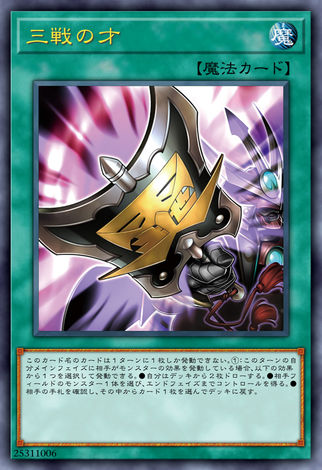 三戦の才
魔
【魔法カード】
このカード名のカードは1ターンに1枚しか発動できない。①:このターンの自
分メインフェイズに相手がモンスターの効果を発動している場合、以下の効果
から1つを選択して発動できる。●自分はデッキから2枚ドローする。●相手フ
ィールドのモンスター1体を選び、エンドフェイズまでコントロールを得る。●
相手の手札を確認し、その中からカード1枚を選んでデッキに戻す。
25311006